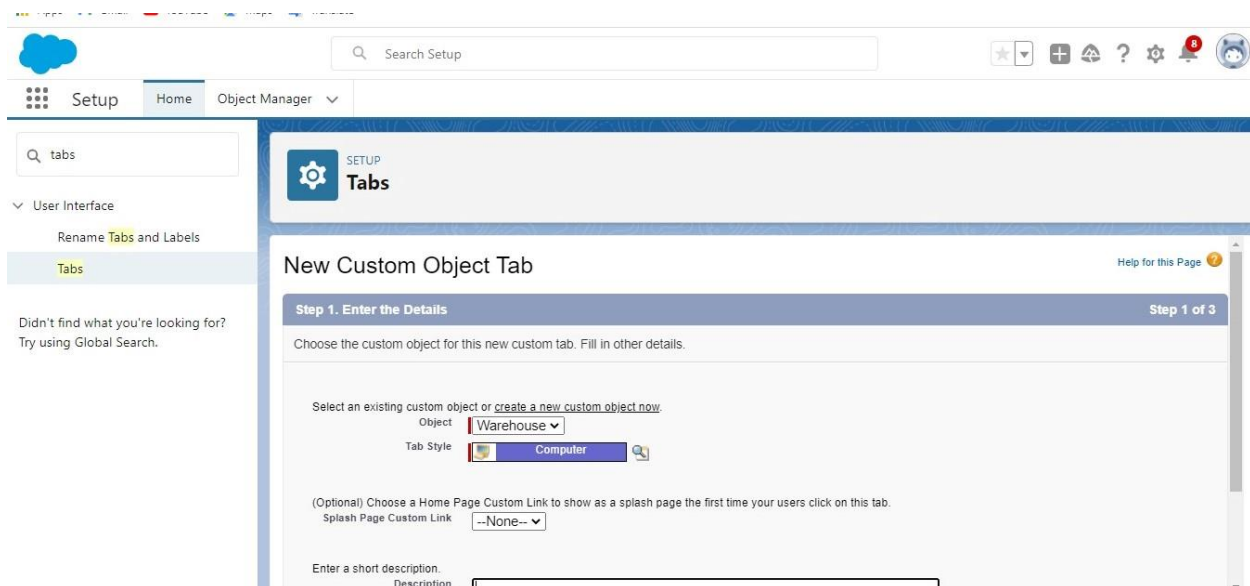 Search Setup
8
Setup
Home
Object Manager
tabs
SETUP
Tabs
User Interface
Rename Tabs and Labels
Tabs
Didn't find what you're looking for?
Try using Global Search.
New Custom Object Tab
Help for this Page
Step 1. Enter the Details
Step 1 of 3
Choose the custom object for this new custom tab. Fill in other details.
Select an existing custom object or create a new custom object now.
Object
Warehouse
Tab Style
Computer
(Optional) Choose a Home Page Custom Link to show as a splash page the first time your users click on this tab.
Splash Page Custom Link
--None--
Enter a short description.
Description